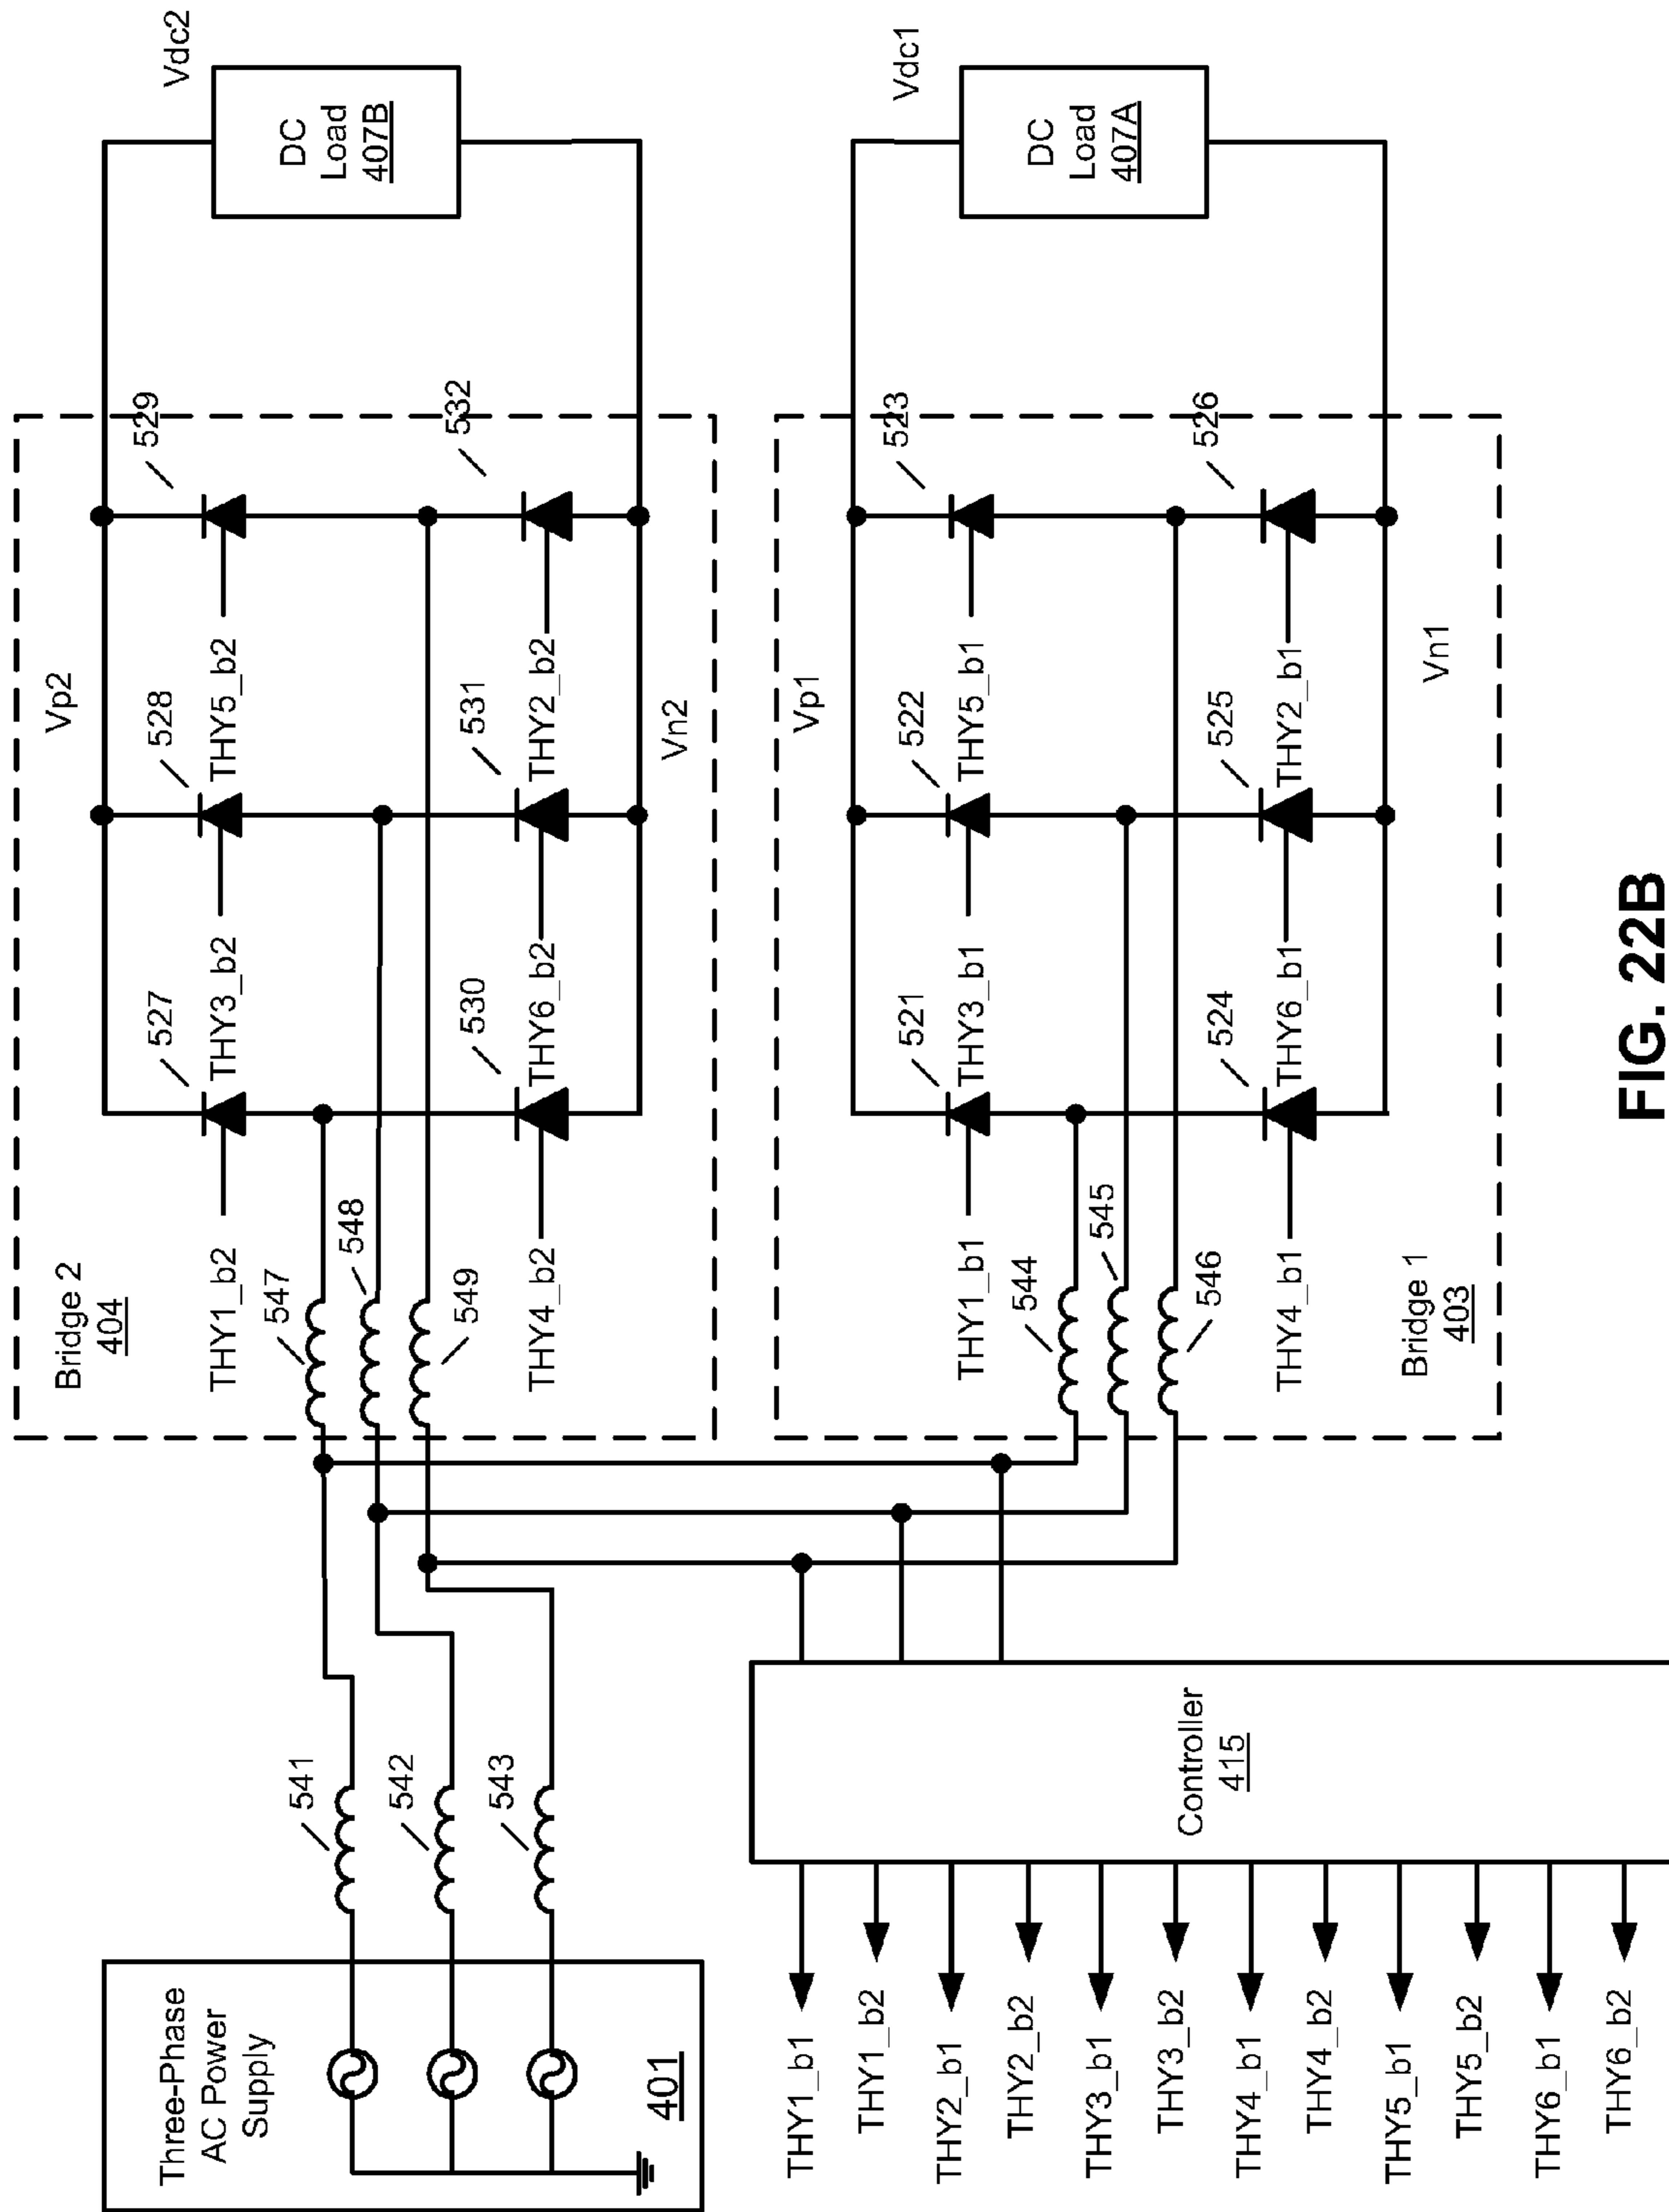 Three-Phase
AC Power
Supply
401
541
542
543
Bridge 2
404
Vp2
Vdc2
527
528
529
THY1_b2
THY3_b2
THY5_b2
547
548
549
530
531
532
THY4_b2
THY6_b2
THY2_b2
Vn2
DC
Load
407B
Vp1
Vdc1
521
522
523
THY1_b1
THY3_b1
THY5_b1
544
545
546
524
525
526
THY4_b1
THY6_b1
THY2_b1
Bridge 1
403
Vn1
DC
Load
407A
Controller
415
THY1_b1
THY1_b2
THY2_b1
THY2_b2
THY3_b1
THY3_b2
THY4_b1
THY4_b2
THY5_b1
THY5_b2
THY6_b1
THY6_b2
FIG. 22B